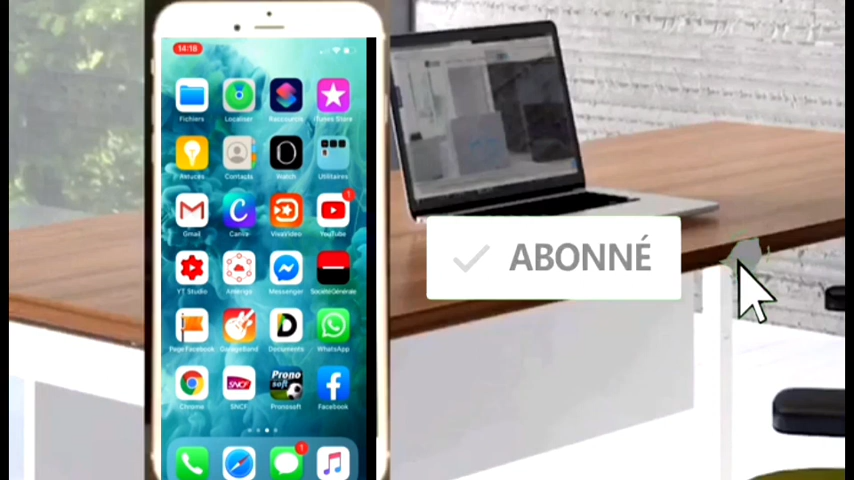 14:18
Fichiers
Localiser
Raccourcis
iTunes Store
Astuces
Contacts
Watch
Utilitaires
Gmail
Canva
VivaVideo
1
YouTube
YT Studio
Messenger
SociétéGénérale
Page Facebook
GarageBand
Documents
WhatsApp
SNCF
Prono
soft
Chrome
SNCF
Pronosoft
Facebook
1
ABONNÉ